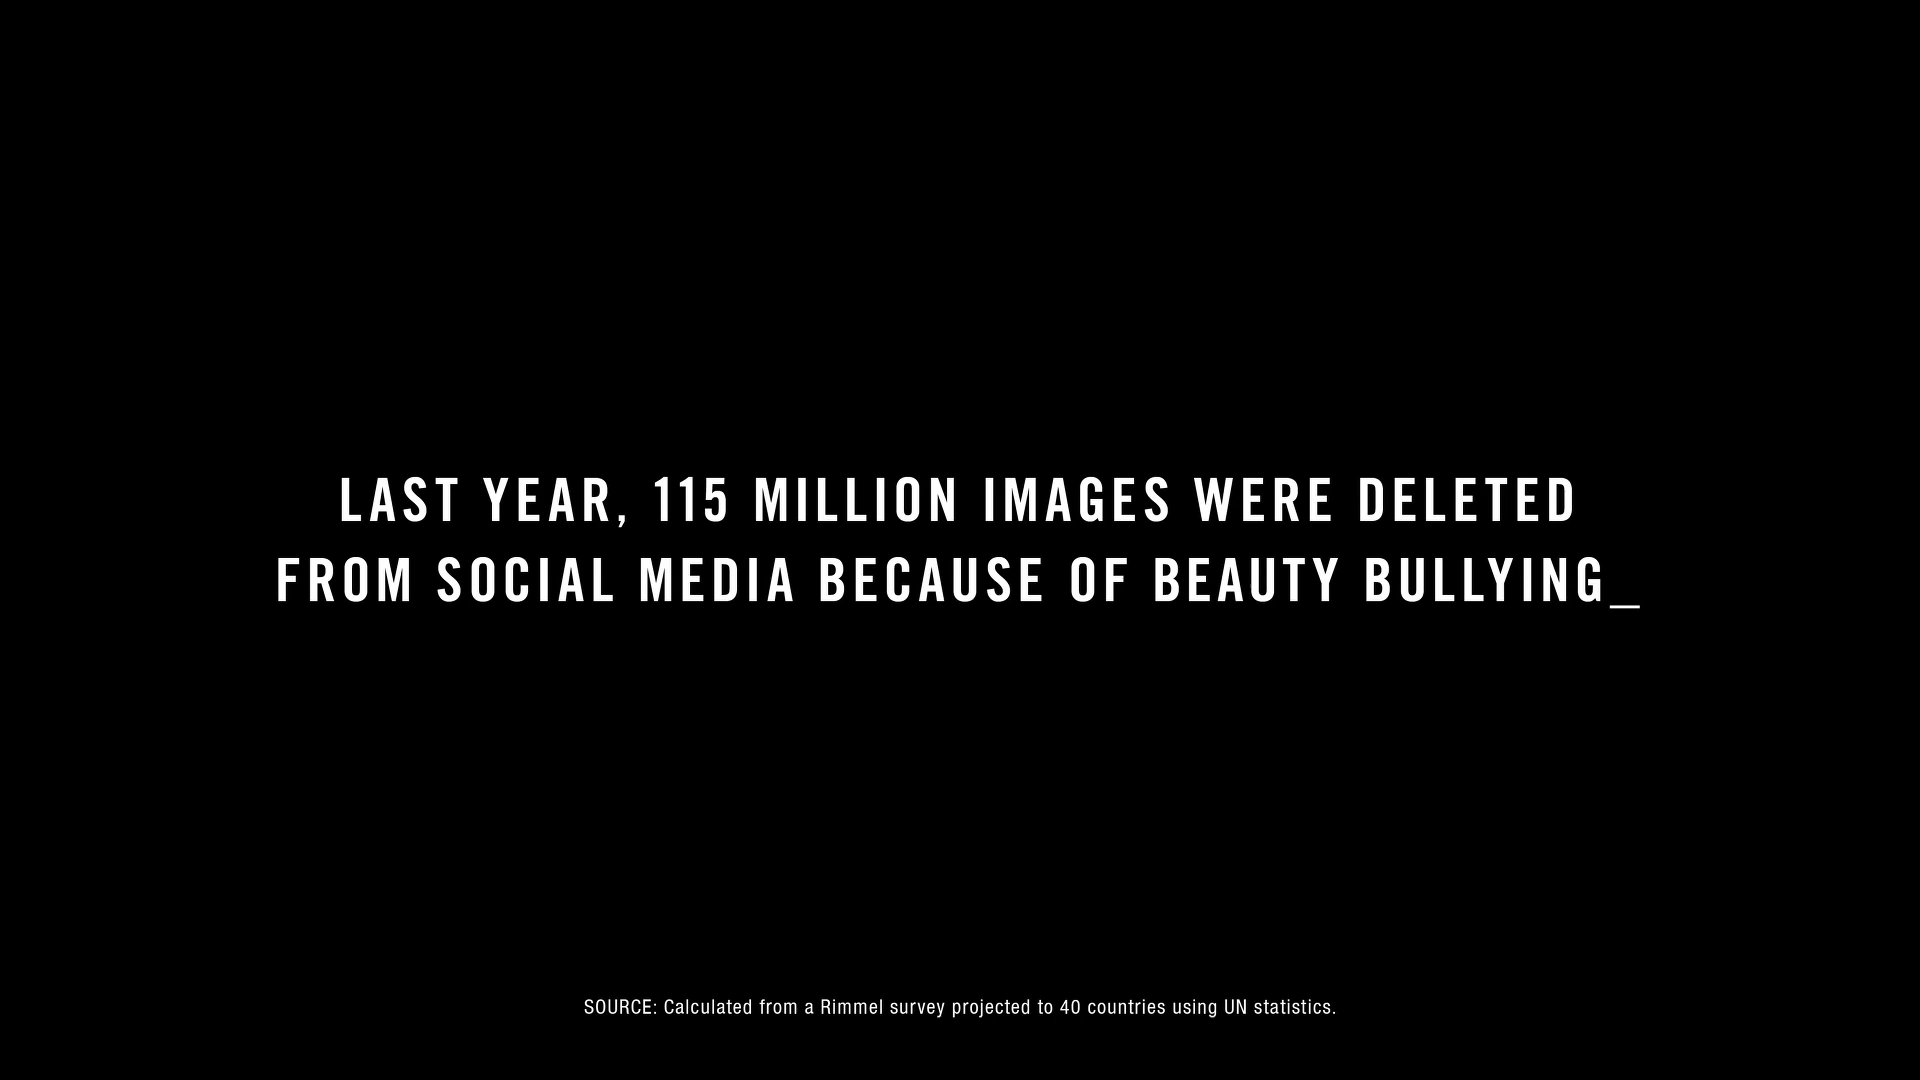 LAST YEAR, 115 MILLION IMAGES WERE DELETED
FROM SOCIAL MEDIA BECAUSE OF BEAUTY BULLYING_
SOURCE: Calculated from a Rimmel survey projected to 40 countries using UN statistics.